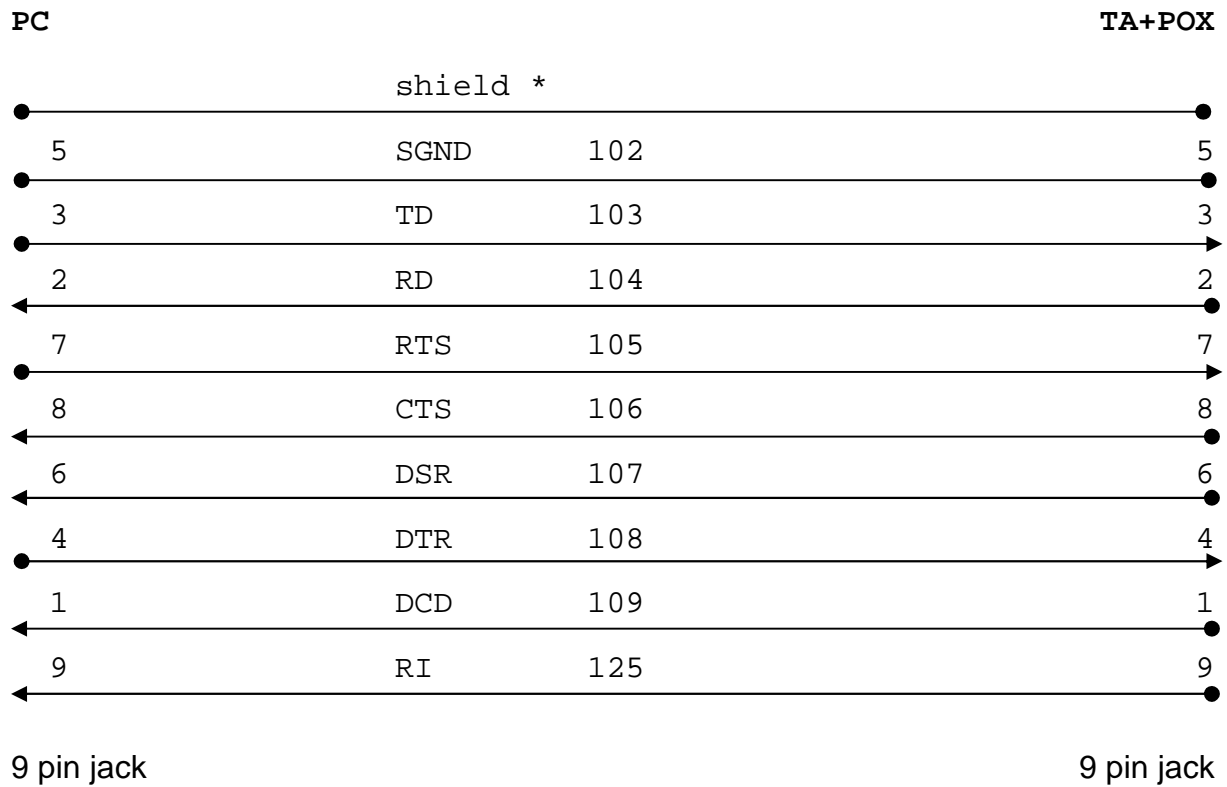 PC TA+POX
shield *
5 SGND 102 5
3 TD 103 3
2 RD 104 2
7 RTS 105 7
8 CTS 106 8
6 DSR 107 6
4 DTR 108 4
1 DCD 109 1
9 RI 125 9
9 pin jack 9 pin jack